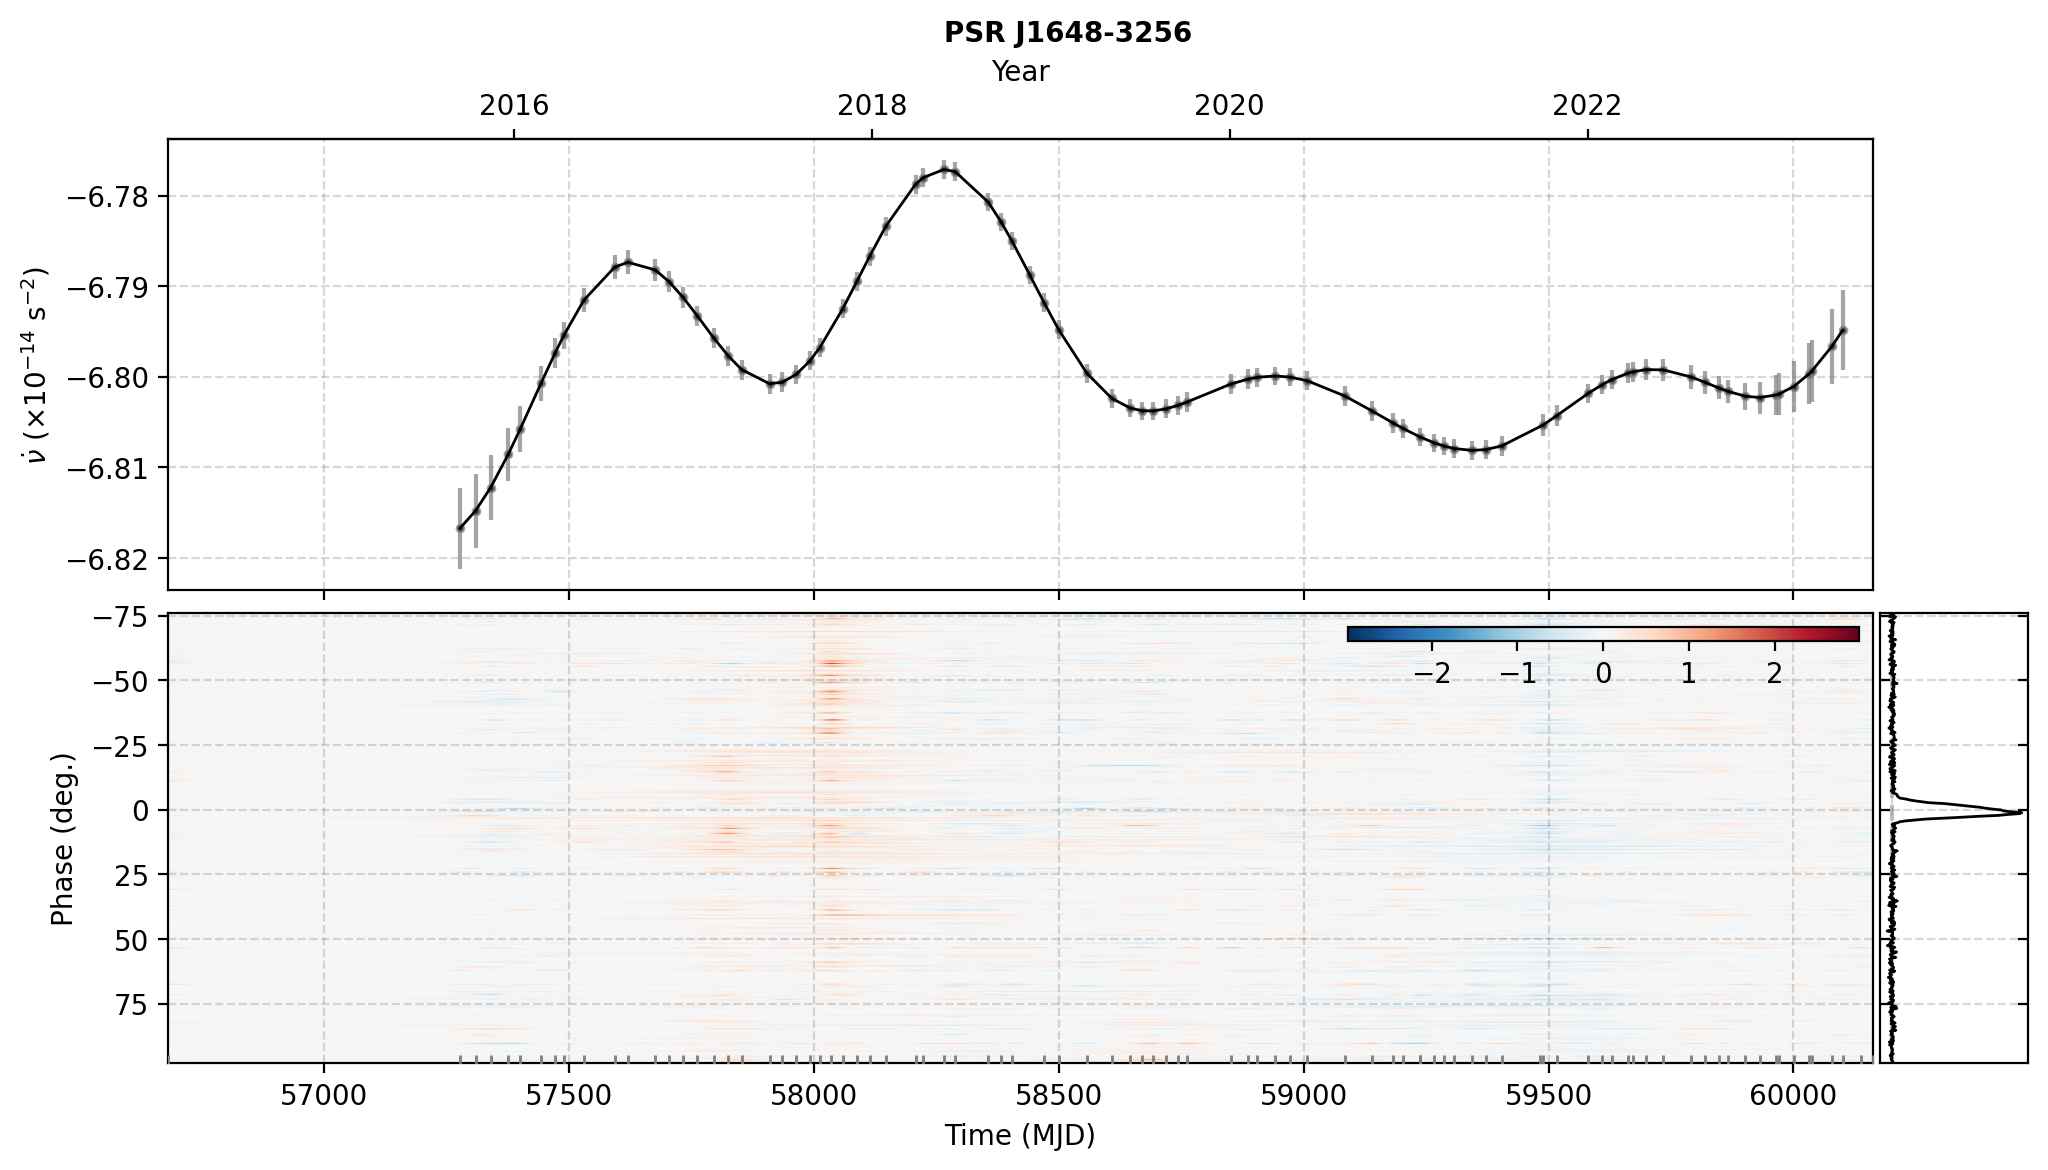 PSR J1648-3256
Year
2016 2018 2020 2022
−6.78
−6.79
−6.80
−6.81
−6.82
ν̇ (×10⁻¹⁴ s⁻²)
−75
−50
−25
0
25
50
75
Phase (deg.)
−2 −1 0 1 2
57000 57500 58000 58500 59000 59500 60000
Time (MJD)